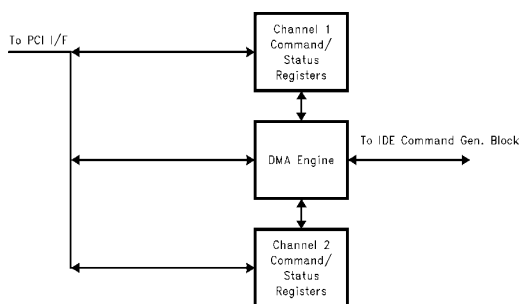 To PCI I/F
Channel 1
Command/
Status
Registers
DMA Engine
To IDE Command Gen. Block
Channel 2
Command/
Status
Registers